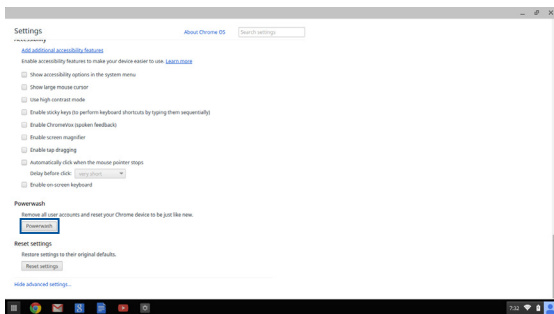 Settings
About Chrome OS
Search settings
Accessibility
Add additional accessibility features
Enable accessibility features to make your device easier to use. Learn more
Show accessibility options in the system menu
Show large mouse cursor
Use high contrast mode
Enable sticky keys (to perform keyboard shortcuts by typing them sequentially)
Enable ChromeVox (spoken feedback)
Enable screen magnifier
Enable tap dragging
Automatically click when the mouse pointer stops
Delay before click: very short
Enable on-screen keyboard
Powerwash
Remove all user accounts and reset your Chrome device to be just like new.
Powerwash
Reset settings
Restore settings to their original defaults.
Reset settings
Hide advanced settings...
7:32